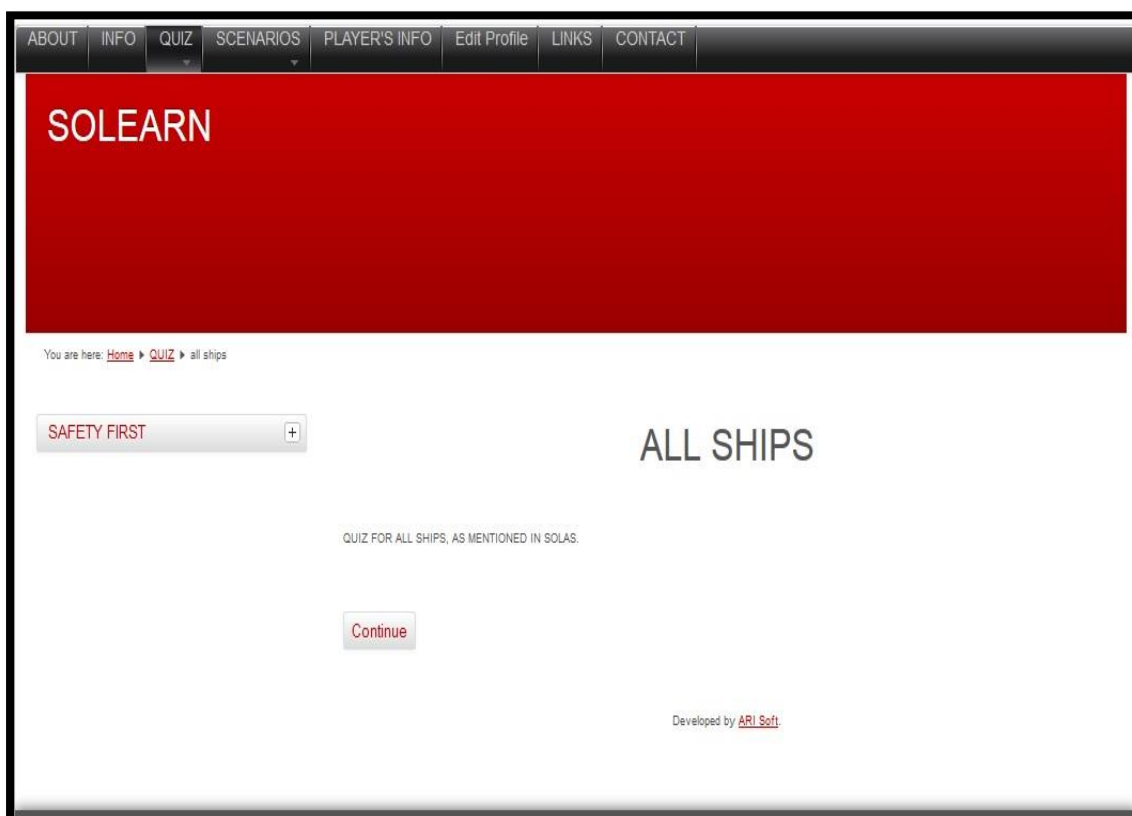 ABOUT INFO QUIZ SCENARIOS PLAYER'S INFO Edit Profile LINKS CONTACT
SOLEARN
You are here: Home QUIZ all ships
SAFETY FIRST
ALL SHIPS
QUIZ FOR ALL SHIPS, AS MENTIONED IN SOLAS.
Continue
Developed by ARI Soft.